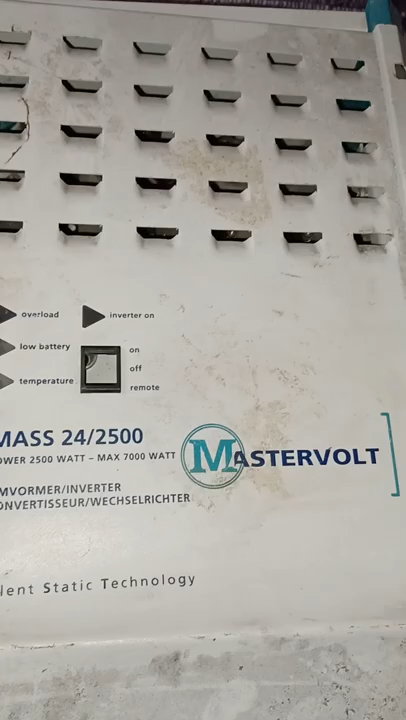 overload
inverter on
low battery
temperature
on
off
remote
MASS 24/2500
OWER 2500 WATT – MAX 7000 WATT
MASTERVOLT
MVORMER/INVERTER
ONVERTISSEUR/WECHSELRICHTER
lent Static Technology